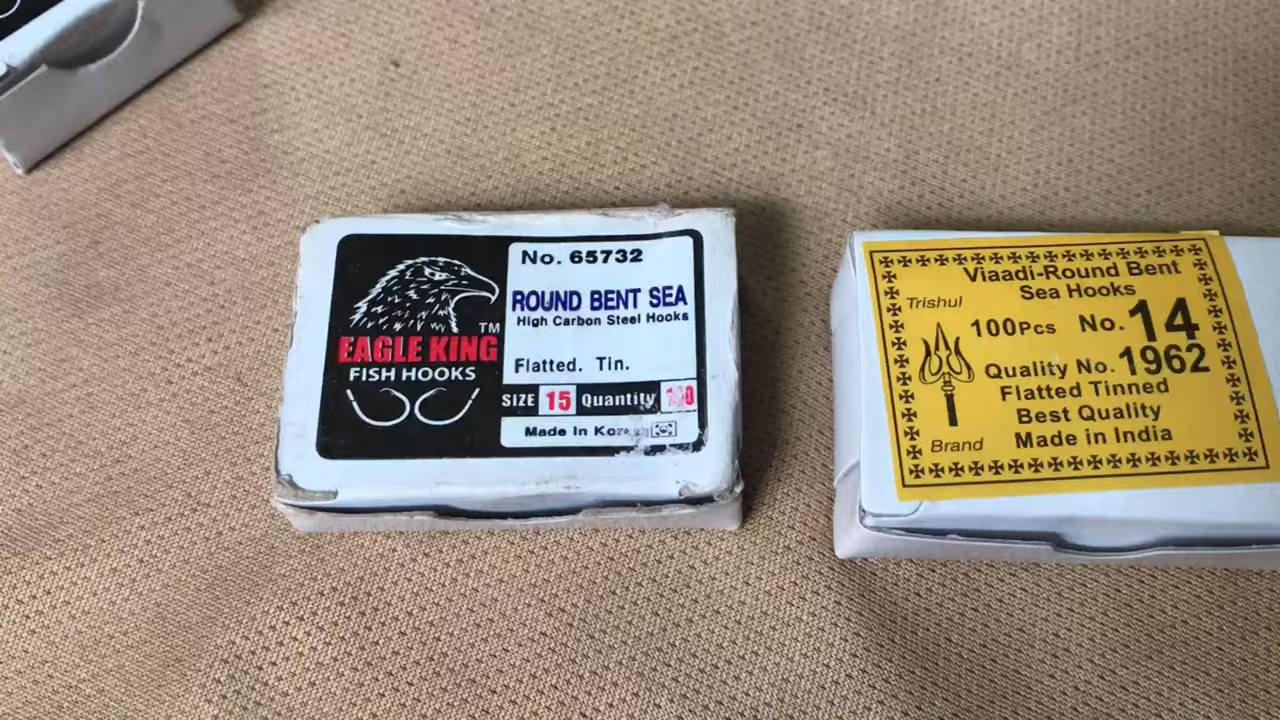 No. 65732
ROUND BENT SEA
High Carbon Steel Hooks
TM
EAGLE KING
FISH HOOKS
Flatted. Tin.
SIZE 15 Quantity
Made In
Viaadi-Round Bent
Sea Hooks
Trishul
100Pcs No. 14
Quality No. 1962
Flatted Tinned
Best Quality
Brand
Made in India